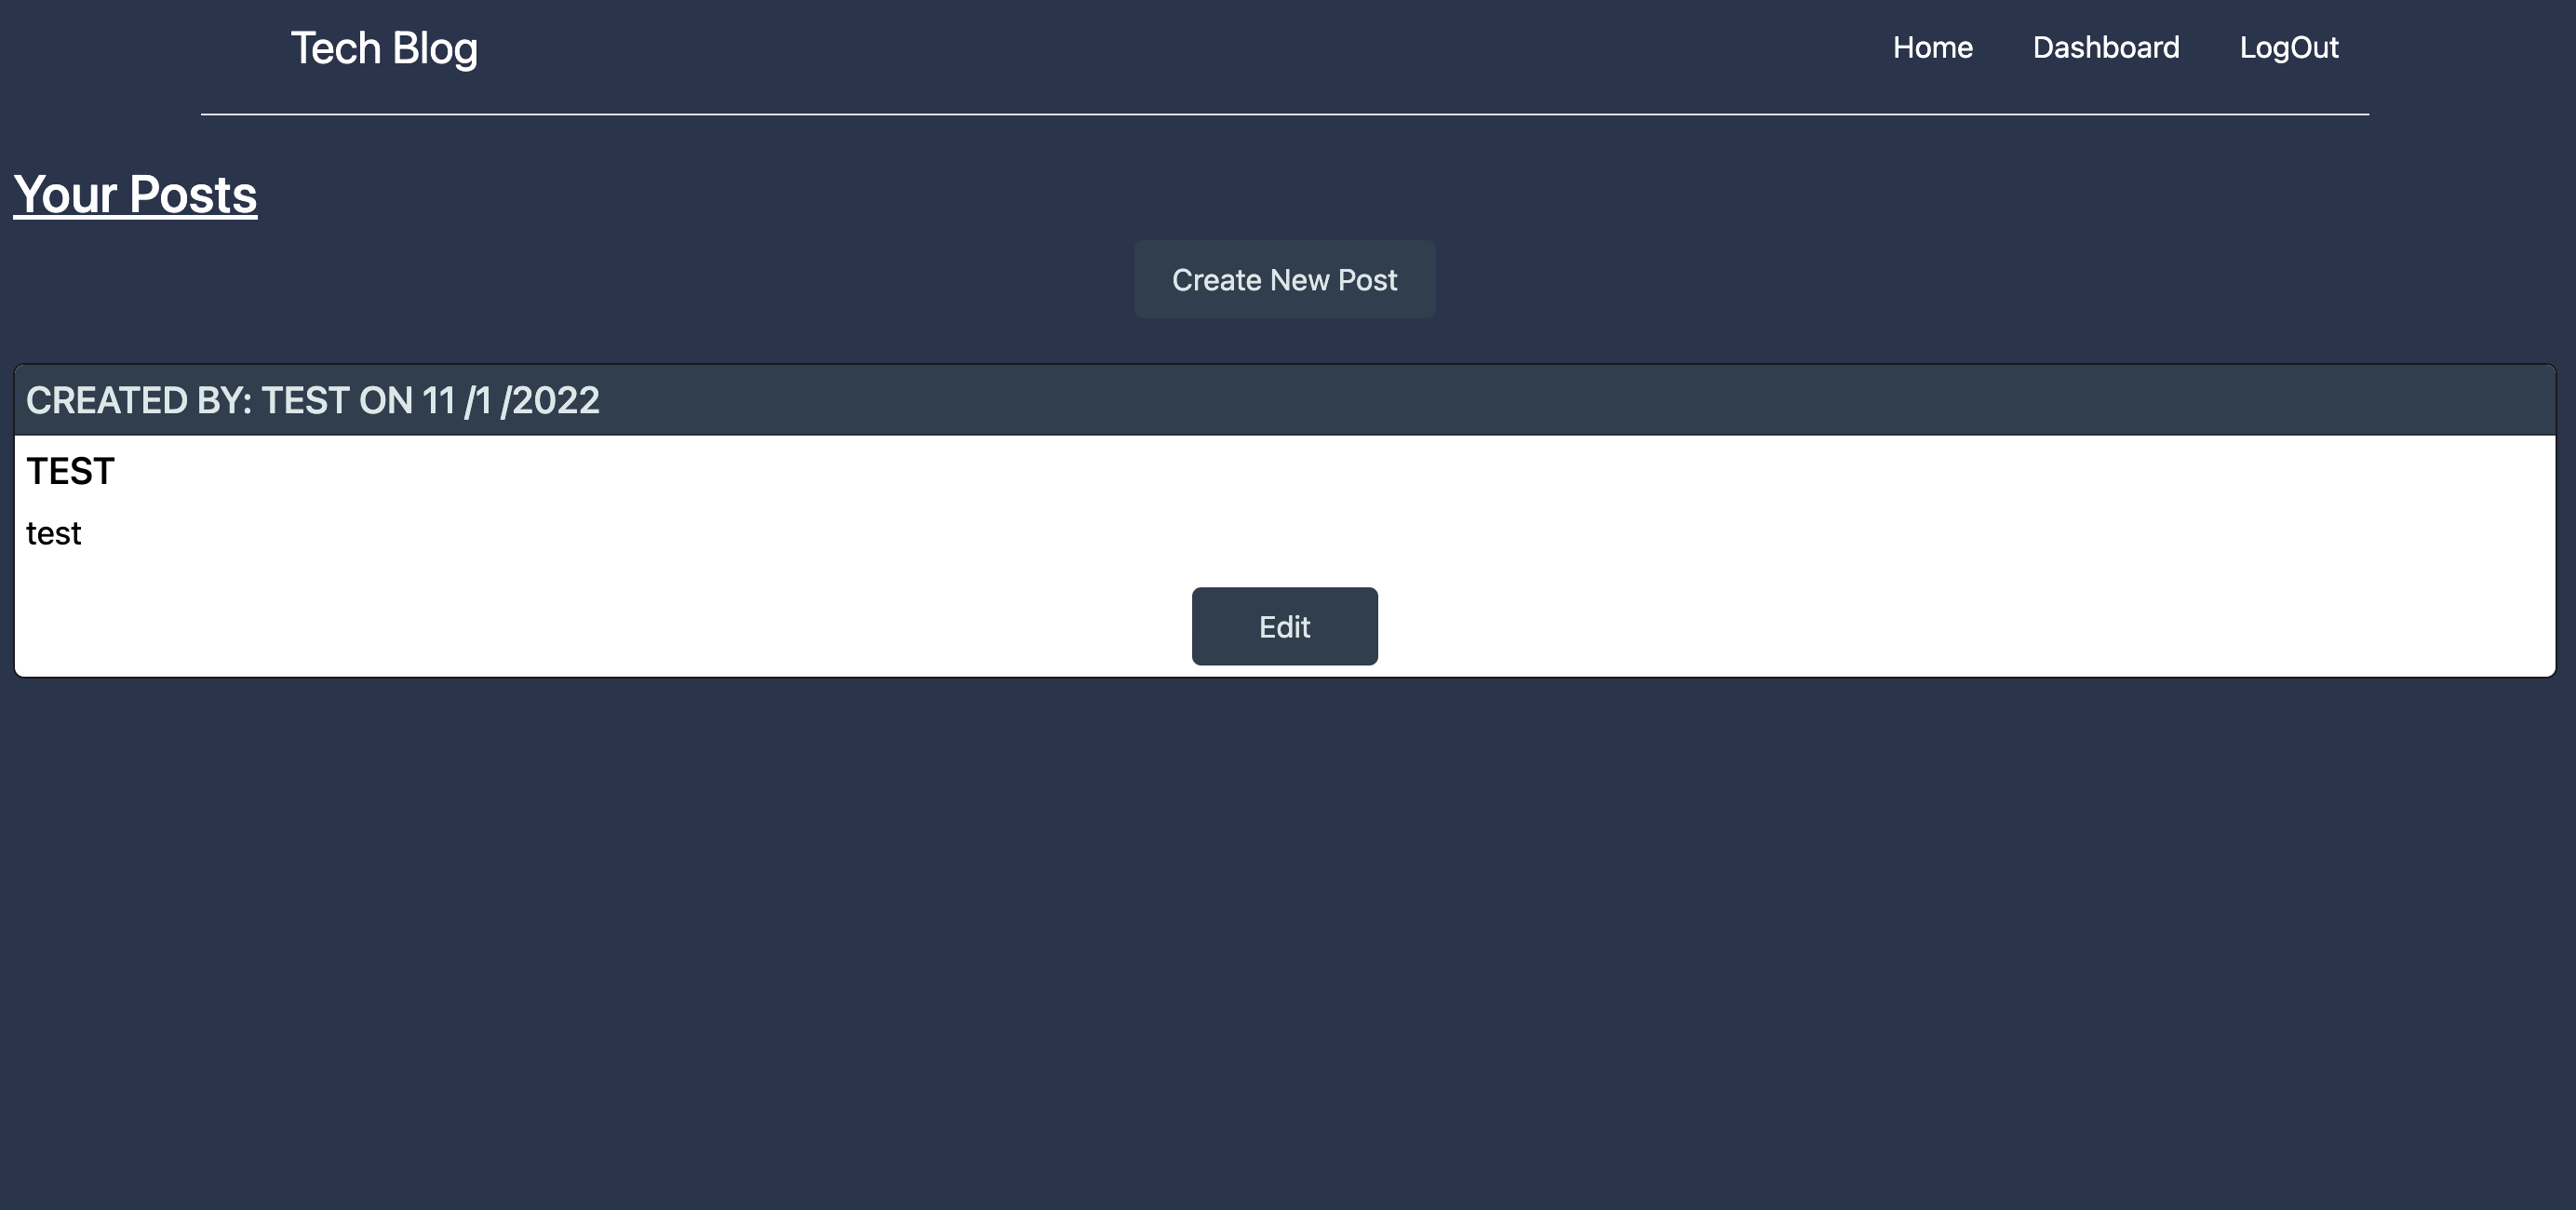 Tech Blog
Home Dashboard LogOut
Your Posts
Create New Post
CREATED BY: TEST ON 11 /1 /2022
TEST
test
Edit